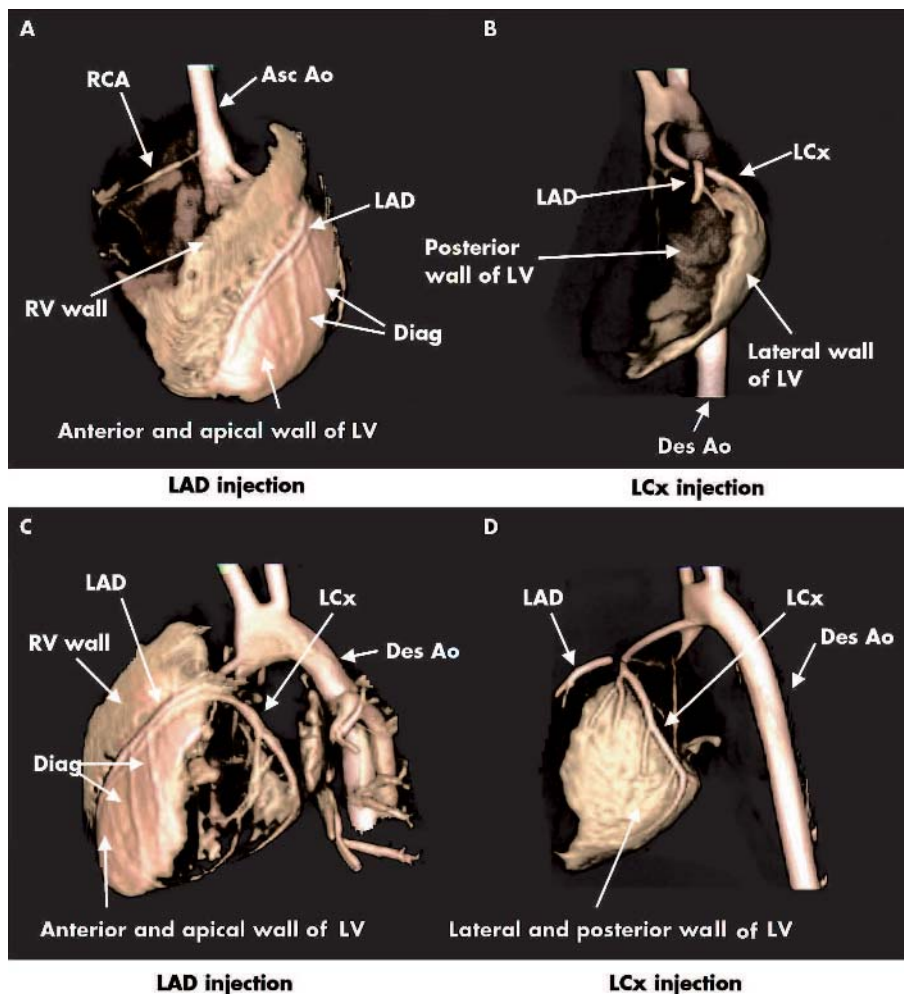 A
RCA
Asc Ao
LAD
RV wall
Diag
Anterior and apical wall of LV
LAD injection
B
LCx
LAD
Posterior
wall of LV
Lateral wall
of LV
Des Ao
LCx injection
C
LAD
LCx
RV wall
Des Ao
Diag
Anterior and apical wall of LV
LAD injection
D
LAD
LCx
Des Ao
Lateral and posterior wall of LV
LCx injection